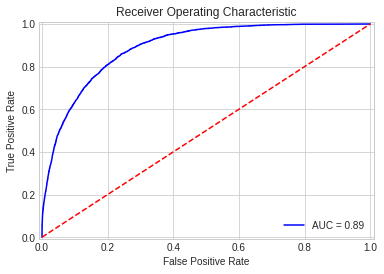 Receiver Operating Characteristic
True Positive Rate
1.0
0.8
0.6
0.4
0.2
0.0
0.0 0.2 0.4 0.6 0.8 1.0
False Positive Rate
AUC = 0.89